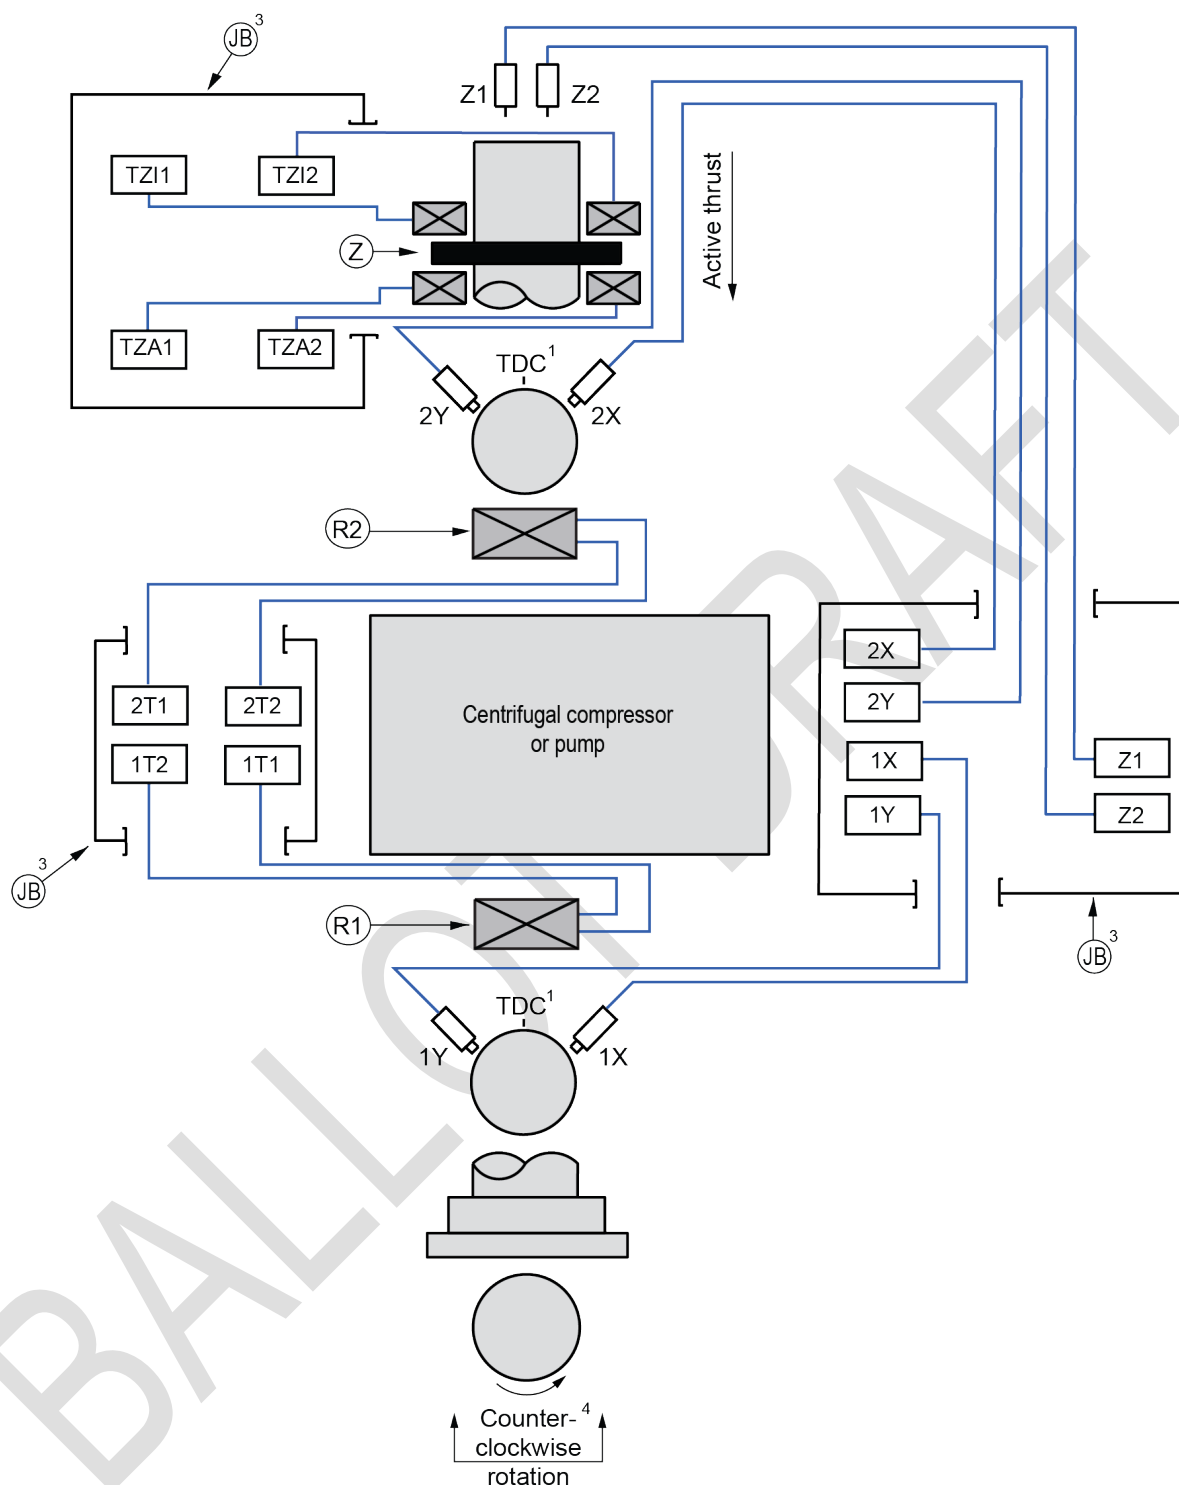 JB 3
Z1
Z2
TZI1
TZI2
Z
Active thrust
TZA1
TZA2
TDC 1
2Y
2X
R2
2X
2Y
2T1
2T2
Centrifugal compressor
or pump
1X
Z1
1T2
1T1
1Y
Z2
JB 3
R1
JB 3
TDC 1
1Y
1X
Counter- 4
clockwise
rotation
BALLOT DRAFT